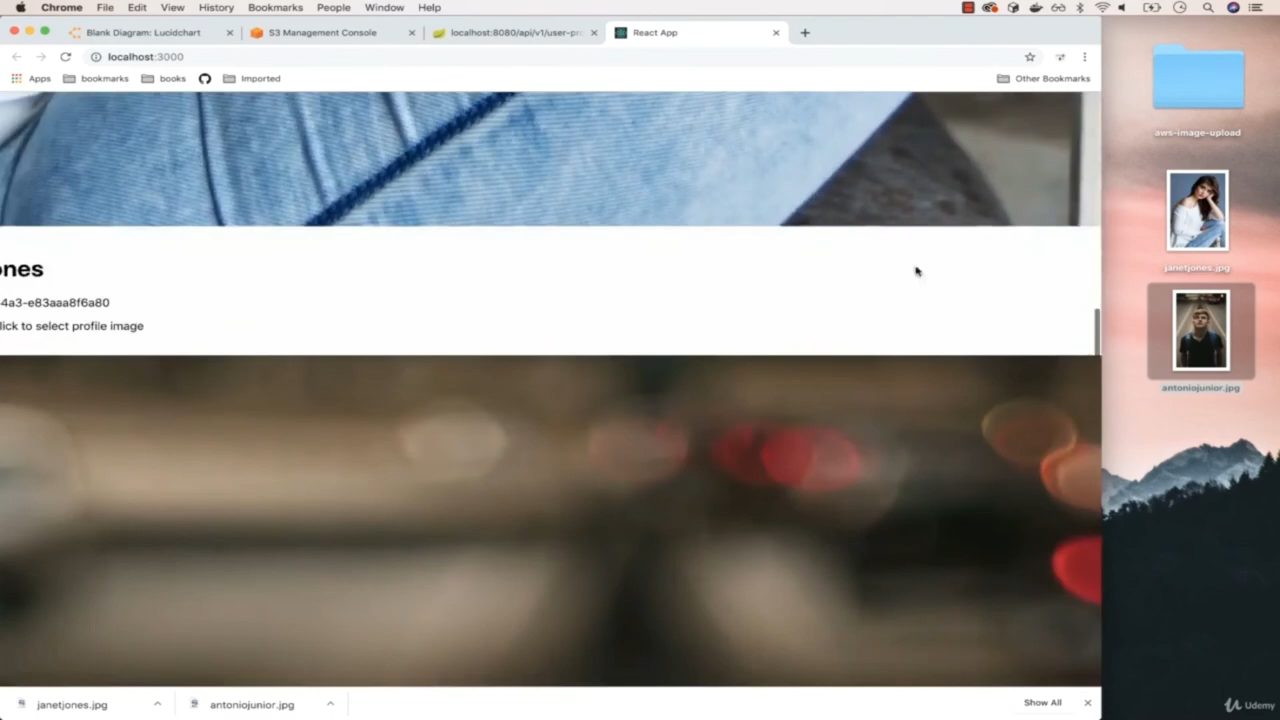 Chrome File Edit View History Bookmarks People Window Help
Blank Diagram: Lucidchart
S3 Management Console
localhost:8080/api/v1/user-pr
React App
localhost:3000
Apps bookmarks books Imported Other Bookmarks
aws-image-upload
janetjones.jpg
antoniojunior.jpg
ones
4a3-e83aaa8f6a80
lick to select profile image
janetjones.jpg
antoniojunior.jpg
Show All
Udemy